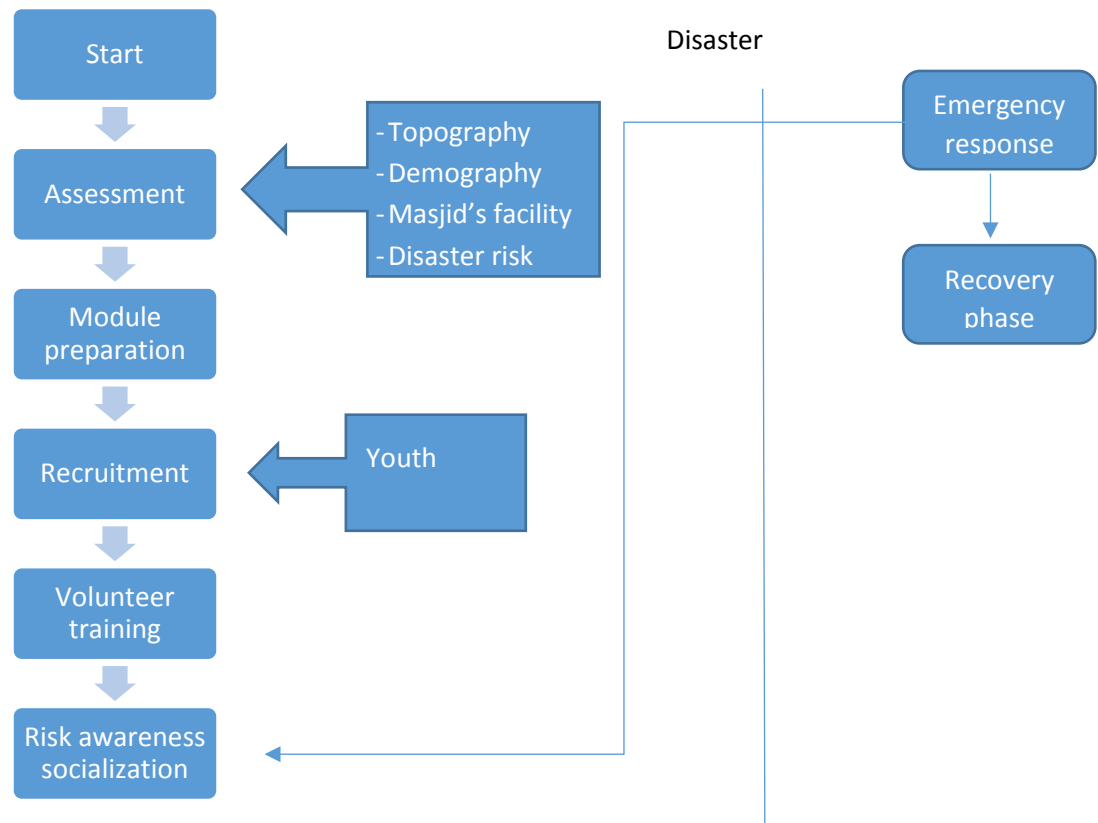 Start
Assessment
Module
preparation
Recruitment
Volunteer
training
Risk awareness
socialization
- Topography
- Demography
- Masjid’s facility
- Disaster risk
Youth
Disaster
Emergency
response
Recovery
phase